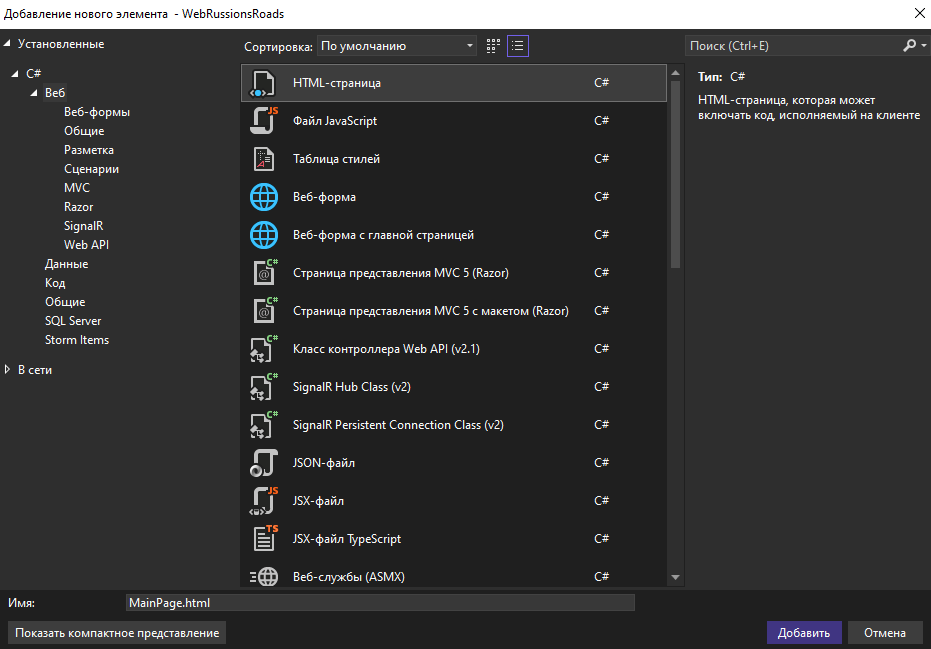 Добавление нового элемента - WebRussionsRoads
Установленные
C#
Веб
Веб-формы
Общие
Разметка
Сценарии
MVC
Razor
SignalR
Web API
Данные
Код
Общие
SQL Server
Storm Items
В сети
Сортировка: По умолчанию
HTML-страница C#
Файл JavaScript C#
Таблица стилей C#
Веб-форма C#
Веб-форма с главной страницей C#
Страница представления MVC 5 (Razor) C#
Страница представления MVC 5 с макетом (Razor) C#
Класс контроллера Web API (v2.1) C#
SignalR Hub Class (v2) C#
SignalR Persistent Connection Class (v2) C#
JSON-файл C#
JSX-файл C#
JSX-файл TypeScript C#
Веб-службы (ASMX) C#
Поиск (Ctrl+E)
Тип: C#
HTML-страница, которая может
включать код, исполняемый на клиенте
Имя: MainPage.html
Показать компактное представление
Добавить
Отмена